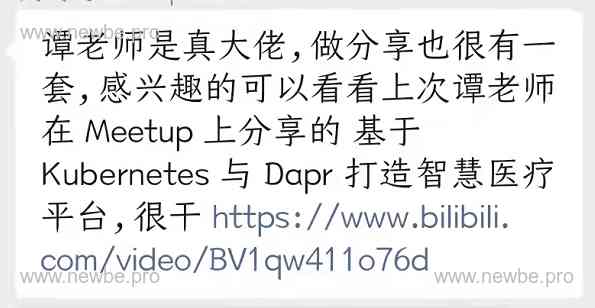 www.newbe.pro
www.newbe.pro
谭老师是真大佬,做分享也很有一
套,感兴趣的可以看看上次谭老师
在 Meetup 上分享的 基于
Kubernetes 与 Dapr 打造智慧医疗
平台,很干 https://www.bilibili.
com/video/BV1qw411o76d
www.newbe.pro
www.newbe.pro